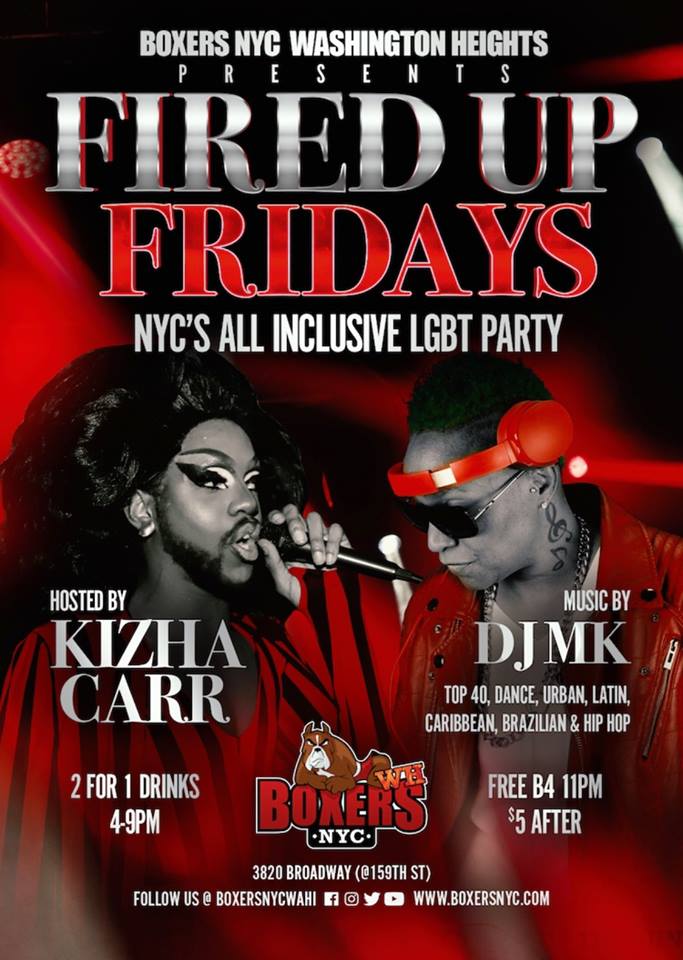 BOXERS NYC WASHINGTON HEIGHTS
PRESENTS
FIRED UP
FRIDAYS
NYC'S ALL INCLUSIVE LGBT PARTY
HOSTED BY
KIZHA
CARR
MUSIC BY
DJ MK
TOP 40, DANCE, URBAN, LATIN,
CARIBBEAN, BRAZILIAN & HIP HOP
2 FOR 1 DRINKS
4-9PM
WH
BOXERS
·NYC·
FREE B4 11PM
$5 AFTER
3820 BROADWAY (@159TH ST)
FOLLOW US @ BOXERSNYCWAHI WWW.BOXERSNYC.COM